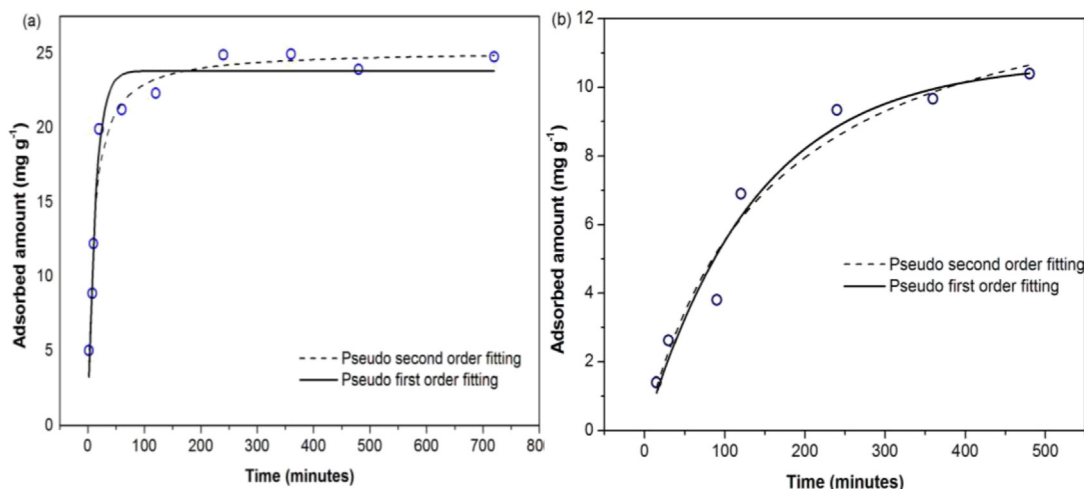 (a)
25
20
15
10
5
0
Adsorbed amount (mg g⁻¹)
Pseudo second order fitting
Pseudo first order fitting
0 100 200 300 400 500 600 700 80
Time (minutes)
(b)
12
10
8
6
4
2
0
Adsorbed amount (mg g⁻¹)
Pseudo second order fitting
Pseudo first order fitting
0 100 200 300 400 500
Time (minutes)